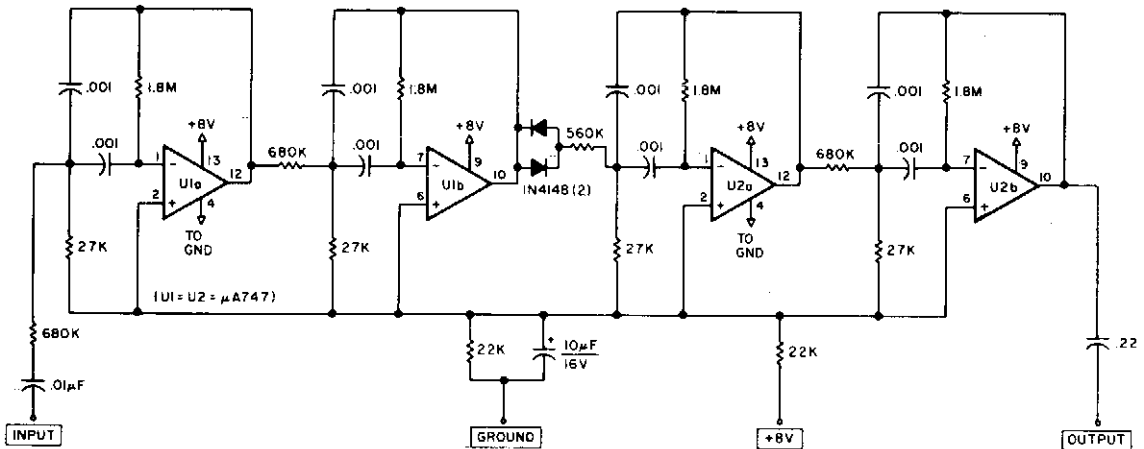 .001
1.8M
.001
1.8M
.001
1.8M
.001
1.8M
+8V
+8V
+8V
+8V
.001
1
−
13
680K
.001
7
−
9
560K
.001
1
−
13
680K
.001
7
−
9
U1a
12
U1b
10
U2a
12
U2b
10
2
+
4
6
+
1N4148(2)
2
+
4
6
+
TO
GND
TO
GND
27K
27K
27K
27K
(U1=U2=μA747)
680K
22K
+
10μF
16V
22K
.22
.01μF
INPUT
GROUND
+8V
OUTPUT